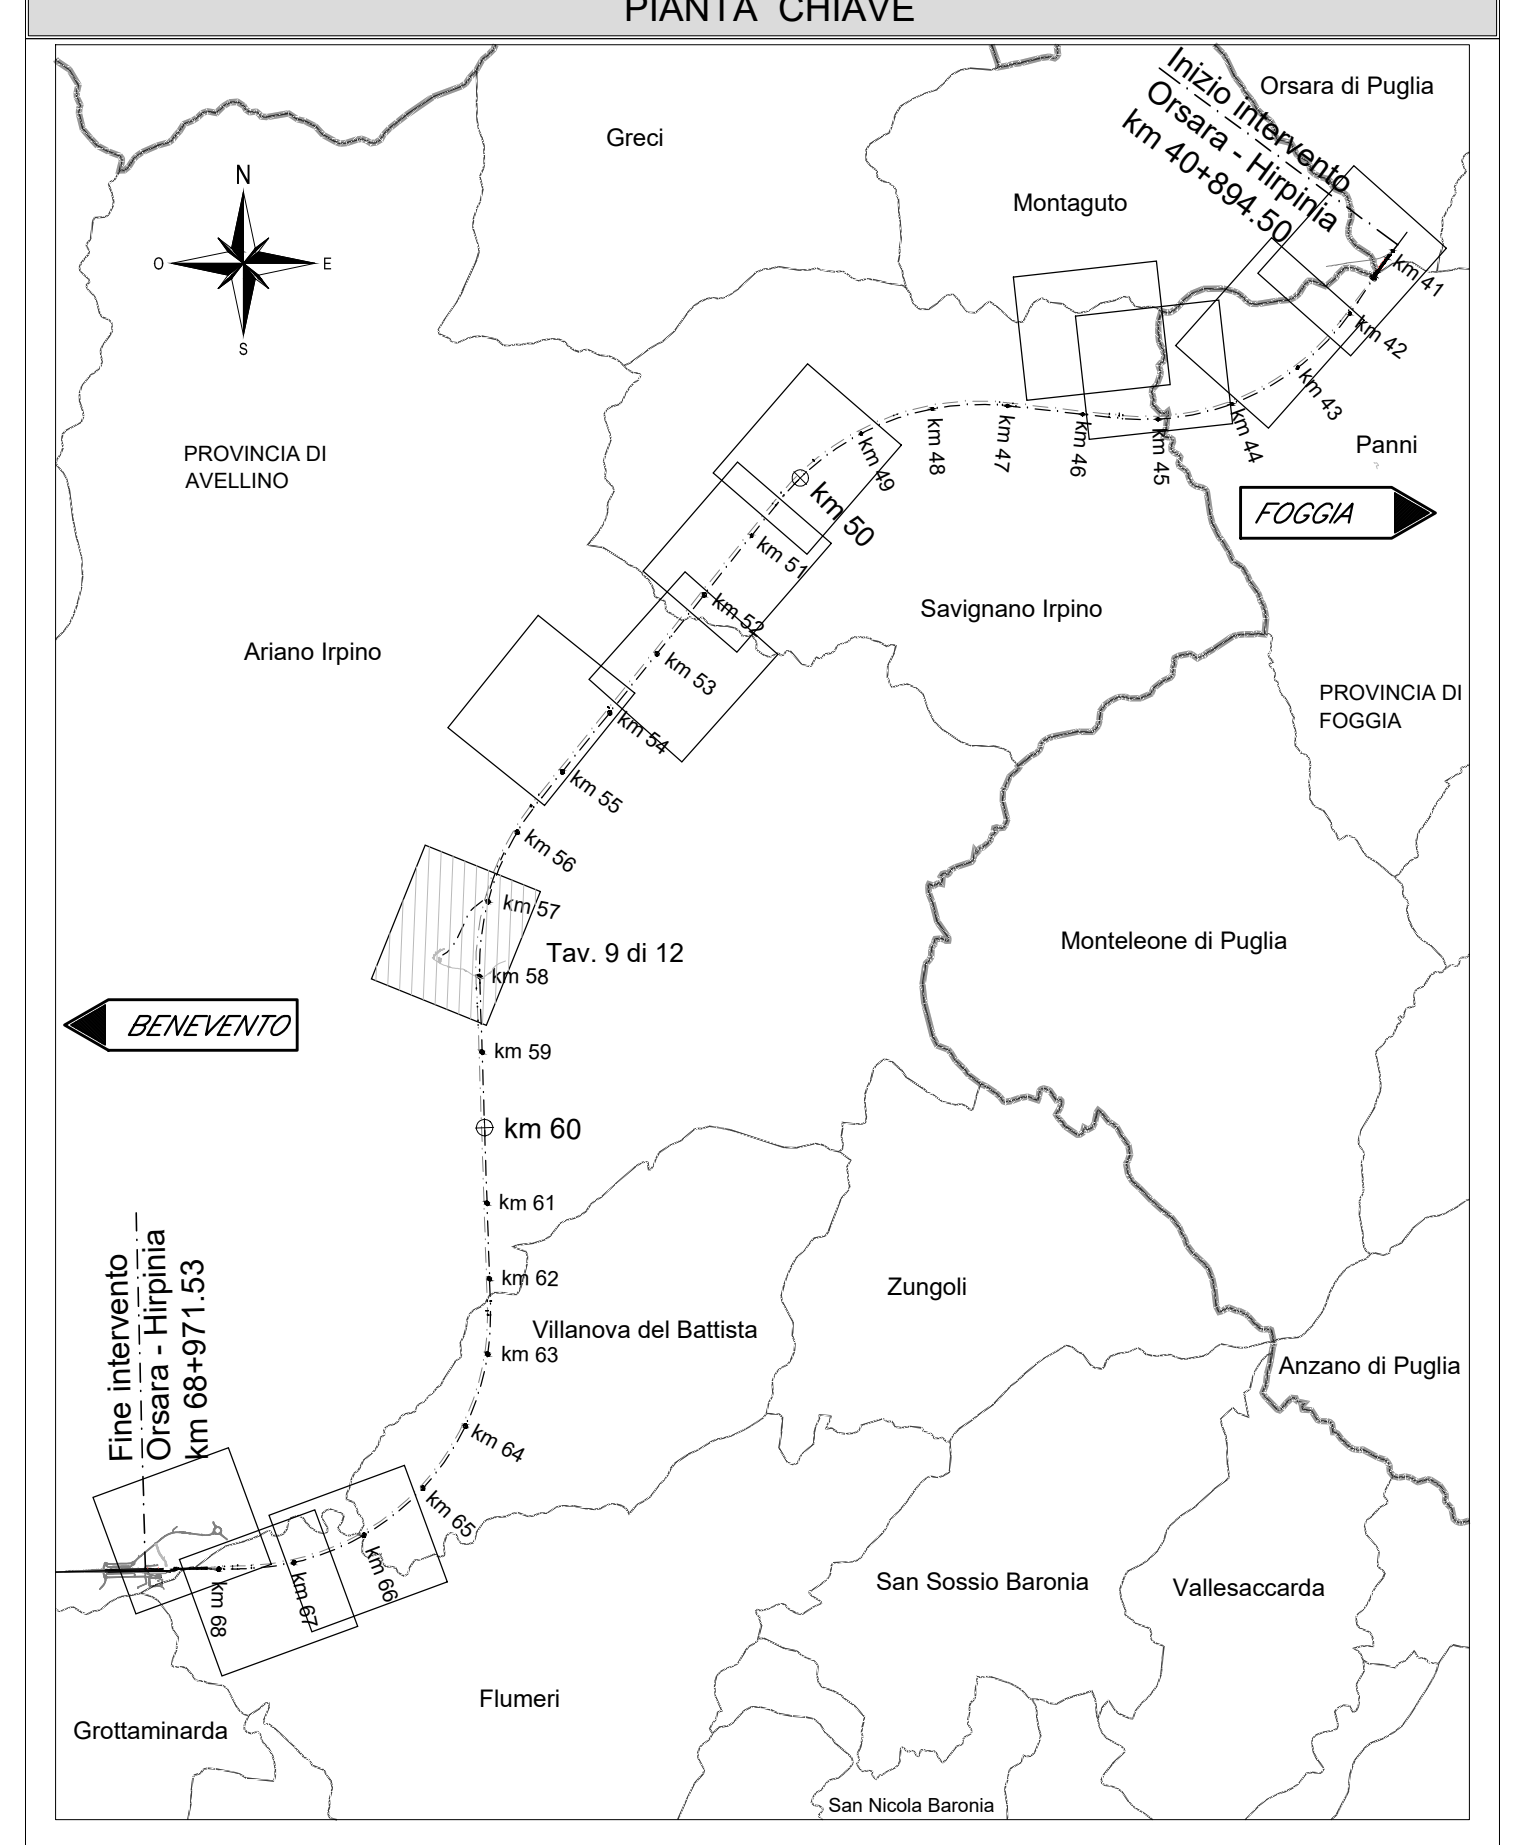 PIANTA CHIAVE
Inizio intervento
Orsara - Hirpinia
km 40+894.50
Orsara di Puglia
Greci
Montaguto
N
O
E
S
km 41
km 42
km 43
km 44
km 45
km 46
km 47
km 48
km 49
km 50
Panni
FOGGIA
PROVINCIA DI
AVELLINO
km 51
km 52
Savignano Irpino
Ariano Irpino
km 53
PROVINCIA DI
FOGGIA
km 54
km 55
km 56
km 57
Tav. 9 di 12
km 58
Monteleone di Puglia
BENEVENTO
km 59
km 60
km 61
km 62
Zungoli
Villanova del Battista
km 63
Anzano di Puglia
Fine intervento
Orsara - Hirpinia
km 68+971.53
km 64
km 65
km 66
km 67
km 68
San Sossio Baronia
Vallesaccarda
Flumeri
Grottaminarda
San Nicola Baronia